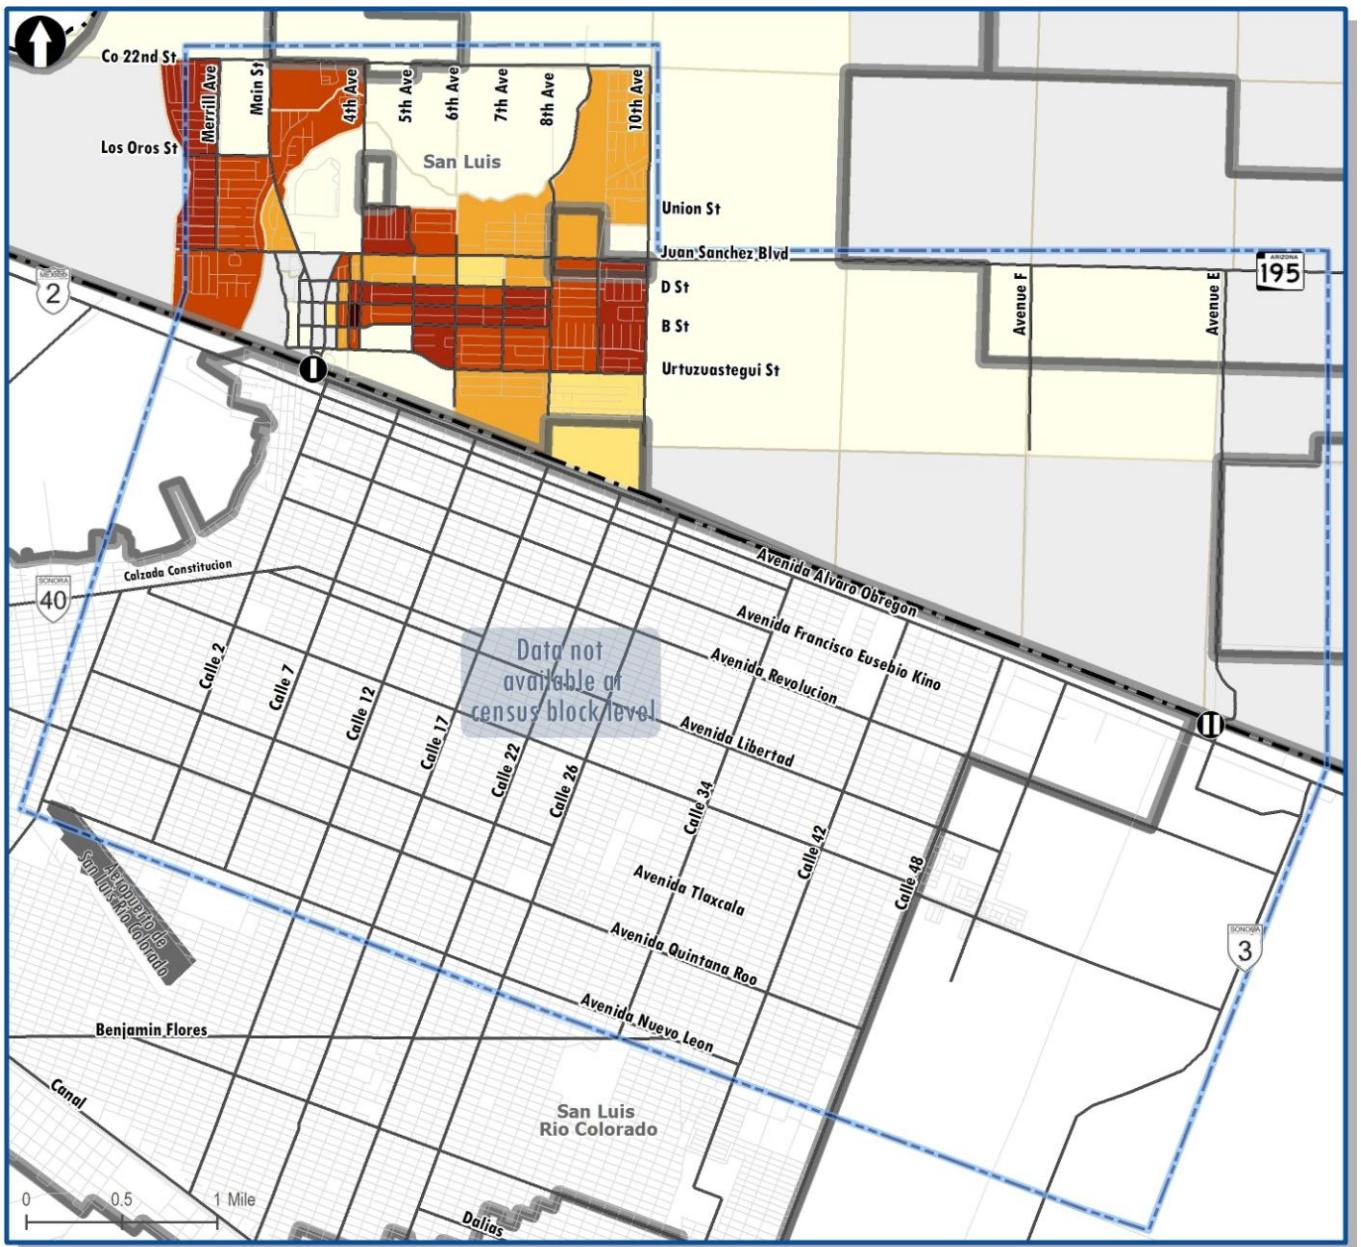 Co 22nd St
Merrill Ave
Main St
4th Ave
5th Ave
6th Ave
7th Ave
8th Ave
10th Ave
Los Oros St
San Luis
Union St
Juan Sanchez Blvd
ARIZONA
195
MEXICO
2
D St
Avenue F
Avenue E
B St
Urtuzuastegui St
I
Calzada Constitucion
SONORA
40
Avenida Alvaro Obregon
Avenida Francisco Eusebio Kino
Data not
available at
census block level
Avenida Revolucion
Calle 2
Calle 7
Calle 12
Calle 17
Calle 22
Calle 26
Avenida Libertad
II
Calle 34
Calle 42
Calle 48
Aeropuerto de
San Luis Rio Colorado
Avenida Tlaxcala
Avenida Quintana Roo
SONORA
3
Avenida Nuevo Leon
Benjamin Flores
Canal
San Luis
Rio Colorado
0 0.5 1 Mile
Dalias